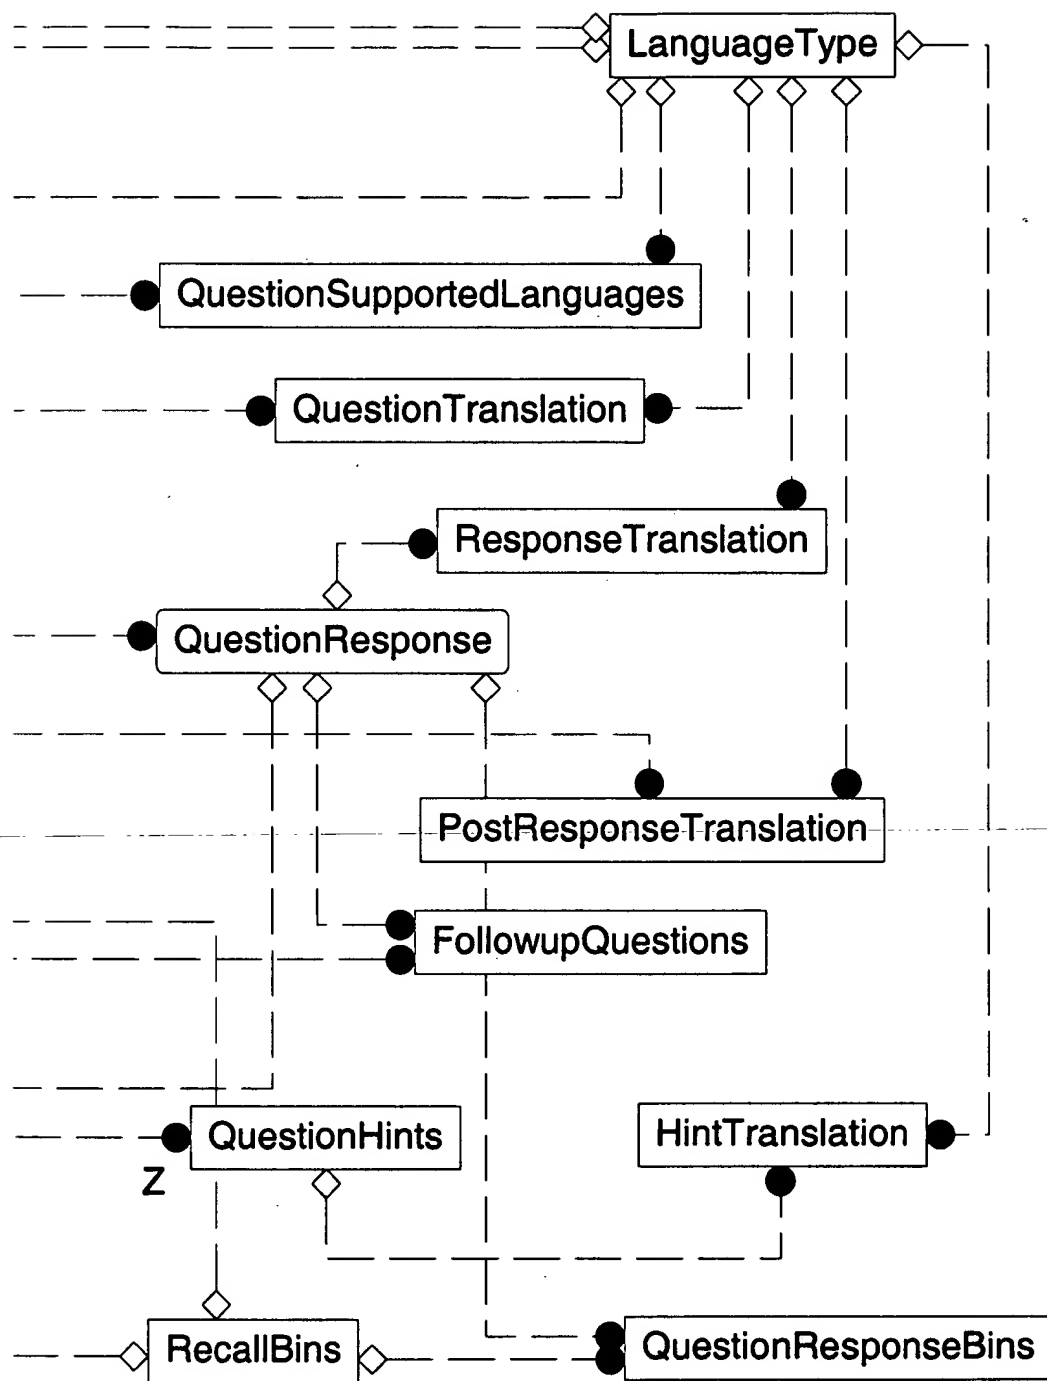 LanguageType
QuestionSupportedLanguages
QuestionTranslation
ResponseTranslation
QuestionResponse
PostResponseTranslation
FollowupQuestions
QuestionHints
HintTranslation
Z
RecallBins
QuestionResponseBins